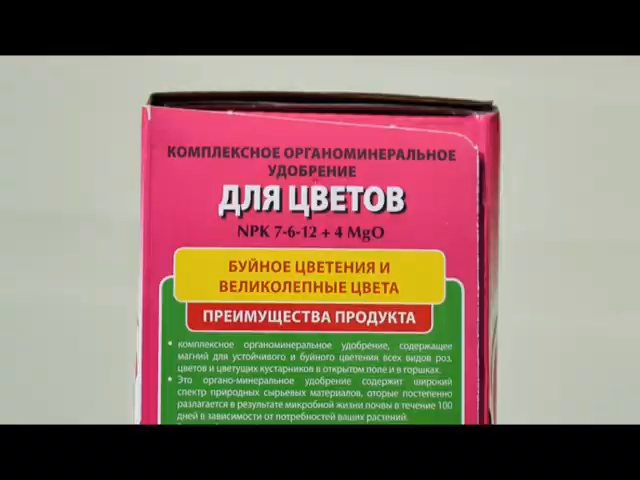 КОМПЛЕКСНОЕ ОРГАНОМИНЕРАЛЬНОЕ
УДОБРЕНИЕ
ДЛЯ ЦВЕТОВ
NPK 7-6-12 + 4 MgO
БУЙНОЕ ЦВЕТЕНИЯ И
ВЕЛИКОЛЕПНЫЕ ЦВЕТА
ПРЕИМУЩЕСТВА ПРОДУКТА
• комплексное органоминеральное удобрение, содержащее
магний для устойчивого и буйного цветения всех видов роз,
цветов и цветущих кустарников в открытом поле и в горшках.
• Это органо-минеральное удобрение содержит широкий
спектр природных сырьевых материалов, оторые постепенно
разлагается в результате микробной жизни почвы в течение 100
дней в зависимости от потребностей ваших растений.